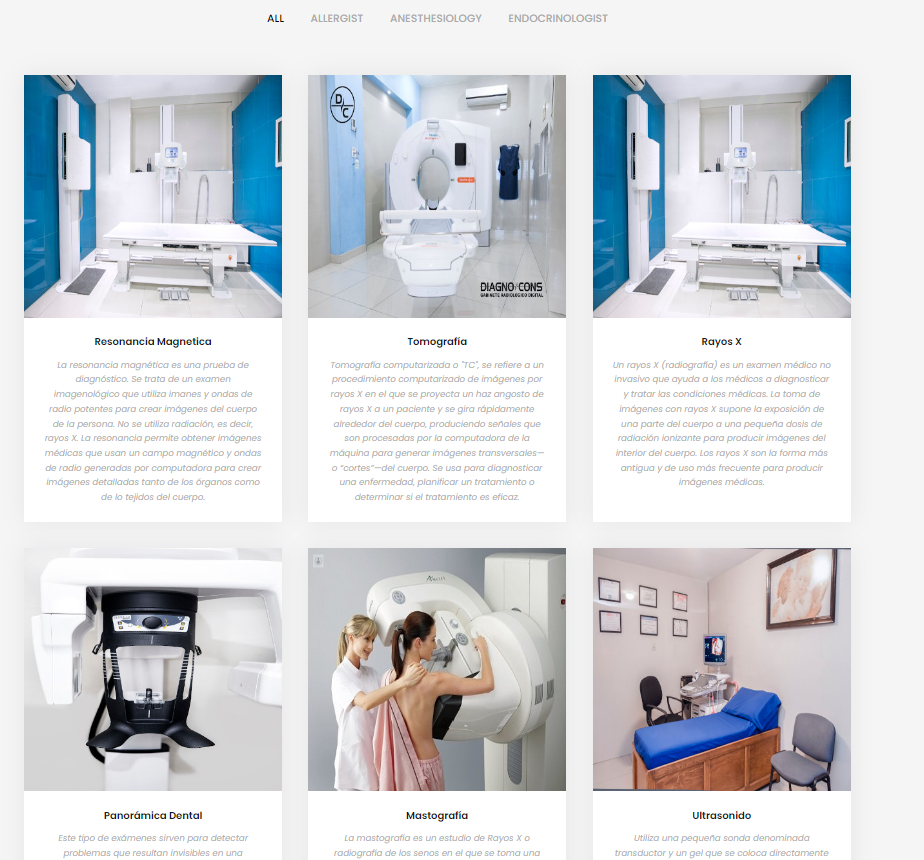 ALL ALLERGIST ANESTHESIOLOGY ENDOCRINOLOGIST
D/C
DIAGNO/CONS
GABINETE RADIOLOGICO DIGITAL
Resonancia Magnetica
La resonancia magnética es una prueba de
diagnóstico. Se trata de un examen
imagenológico que utiliza imanes y ondas de
radio potentes para crear imágenes del cuerpo
de la persona. No se utiliza radiación, es decir,
rayos X. La resonancia permite obtener imágenes
médicas que usan un campo magnético y ondas
de radio generadas por computadora para crear
imágenes detalladas tanto de los órganos como
de lo tejidos del cuerpo.
Tomografía
Tomografía computarizada o "TC", se refiere a un
procedimiento computarizado de imágenes por
rayos X en el que se proyecta un haz angosto de
rayos X a un paciente y se gira rápidamente
alrededor del cuerpo, produciendo señales que
son procesadas por la computadora de la
máquina para generar imágenes transversales—
o “cortes”—del cuerpo. Se usa para diagnosticar
una enfermedad, planificar un tratamiento o
determinar si el tratamiento es eficaz.
Rayos X
Un rayos X (radiografía) es un examen médico no
invasivo que ayuda a los médicos a diagnosticar
y tratar las condiciones médicas. La toma de
imágenes con rayos X supone la exposición de
una parte del cuerpo a una pequeña dosis de
radiación ionizante para producir imágenes del
interior del cuerpo. Los rayos X son la forma más
antigua y de uso más frecuente para producir
imágenes médicas.
Panorámica Dental
Este tipo de exámenes sirven para detectar
problemas que resultan invisibles en una
Mastografía
La mastografía es un estudio de Rayos X o
radiografía de los senos en el que se toma una
Ultrasonido
Utiliza una pequeña sonda denominada
transductor y un gel que se coloca directamente